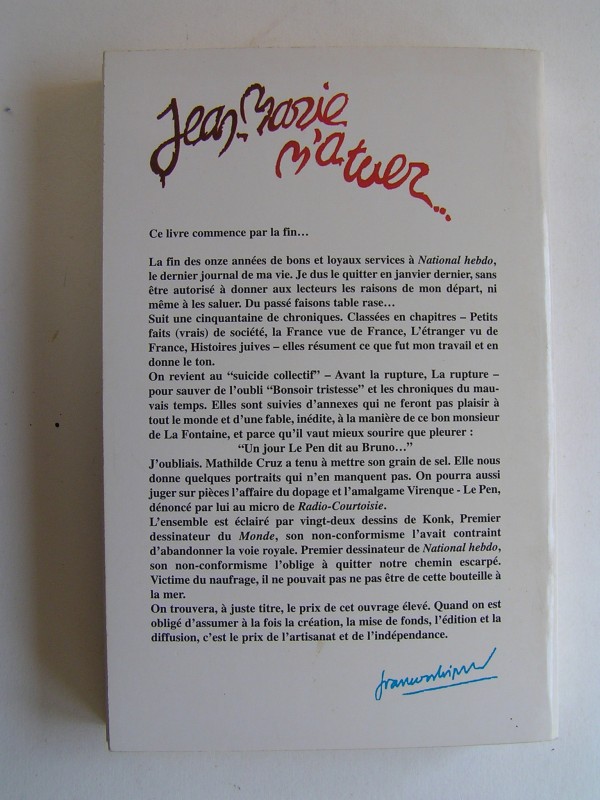 Jean-Marie
m'a tuer...
Ce livre commence par la fin…
La fin des onze années de bons et loyaux services à National hebdo,
le dernier journal de ma vie. Je dus le quitter en janvier dernier, sans
être autorisé à donner aux lecteurs les raisons de mon départ, ni
même à les saluer. Du passé faisons table rase…
Suit une cinquantaine de chroniques. Classées en chapitres – Petits
faits (vrais) de société, la France vue de France, L'étranger vu de
France, Histoires juives – elles résument ce que fut mon travail et en
donne le ton.
On revient au “suicide collectif” – Avant la rupture, La rupture –
pour sauver de l'oubli “Bonsoir tristesse” et les chroniques du mau-
vais temps. Elles sont suivies d'annexes qui ne feront pas plaisir à
tout le monde et d'une fable, inédite, à la manière de ce bon monsieur
de La Fontaine, et parce qu'il vaut mieux sourire que pleurer :
“Un jour Le Pen dit au Bruno…”
J'oubliais. Mathilde Cruz a tenu à mettre son grain de sel. Elle nous
donne quelques portraits qui n'en manquent pas. On pourra aussi
juger sur pièces l'affaire du dopage et l'amalgame Virenque - Le Pen,
dénoncé par lui au micro de Radio-Courtoisie.
L'ensemble est éclairé par vingt-deux dessins de Konk, Premier
dessinateur du Monde, son non-conformisme l'avait contraint
d'abandonner la voie royale. Premier dessinateur de National hebdo,
son non-conformisme l'oblige à quitter notre chemin escarpé.
Victime du naufrage, il ne pouvait pas ne pas être de cette bouteille à
la mer.
On trouvera, à juste titre, le prix de cet ouvrage élevé. Quand on est
obligé d'assumer à la fois la création, la mise de fonds, l'édition et la
diffusion, c'est le prix de l'artisanat et de l'indépendance.